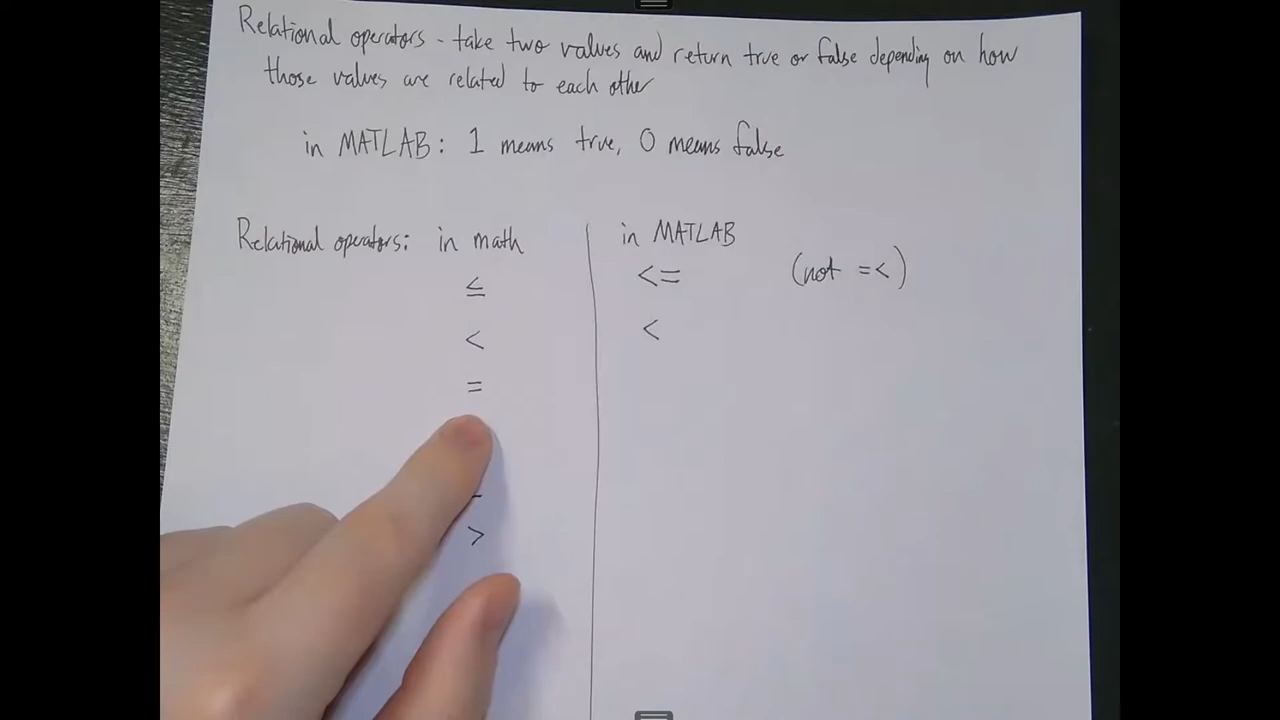 Relational operators - take two values and return true or false depending on how
those values are related to each other
in MATLAB: 1 means true, 0 means false
Relational operators: in math in MATLAB
≤ <= (not =<)
< <
=
>